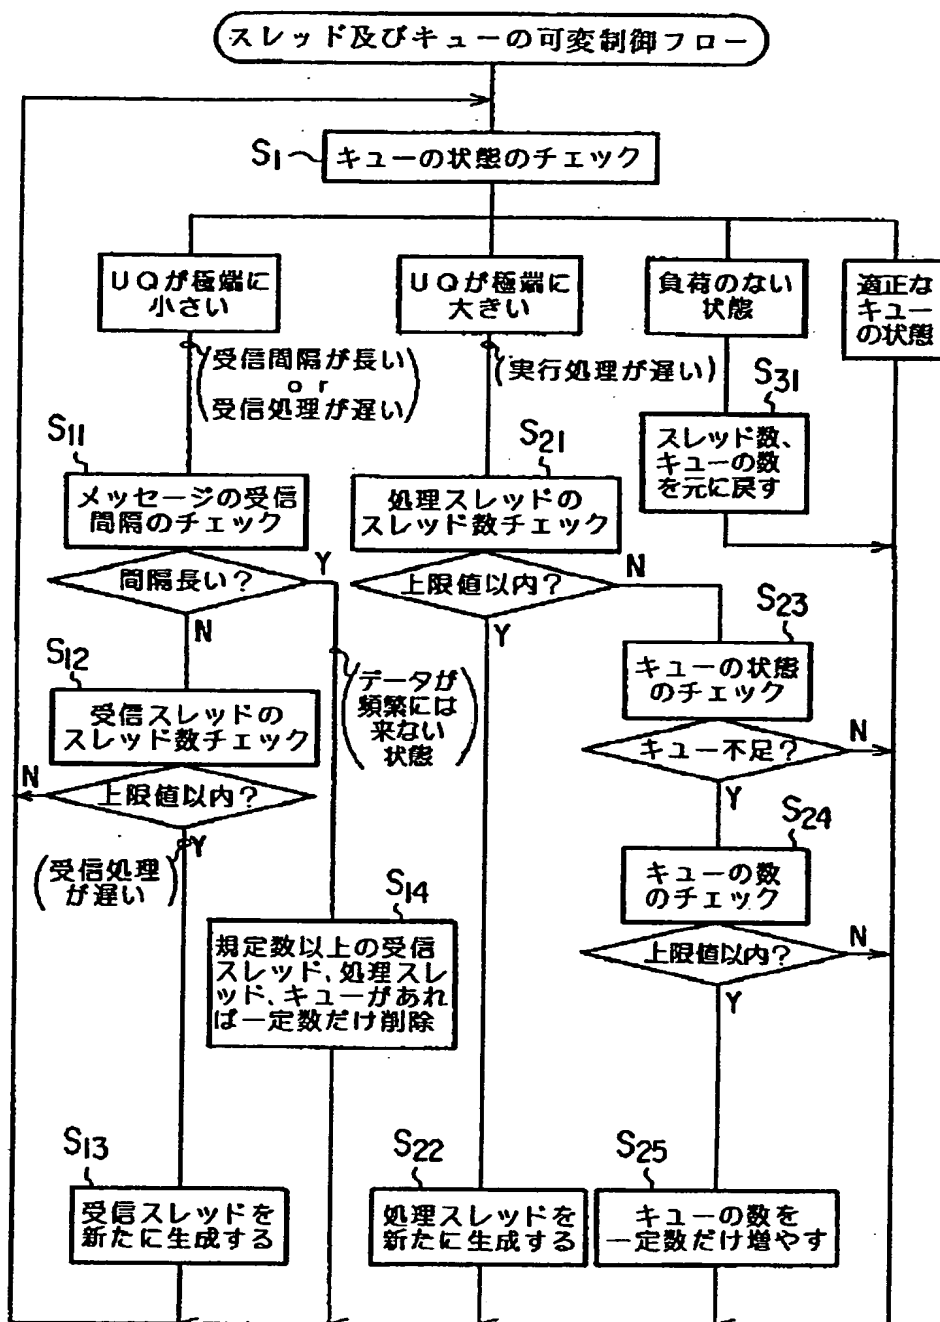 スレッド及びキューの可変制御フロー
S1
キューの状態のチェック
UQが極端に
小さい
UQが極端に
大きい
負荷のない
状態
適正な
キュー
の状態
(受信間隔が長い
or
受信処理が遅い)
(実行処理が遅い)
S31
スレッド数、
キューの数
を元に戻す
S11
メッセージの受信
間隔のチェック
間隔長い?
Y
N
S21
処理スレッドの
スレッド数チェック
上限値以内?
N
Y
S12
受信スレッドの
スレッド数チェック
上限値以内?
N
Y
(受信処理
が遅い)
(データが
頻繁には
来ない
状態)
S23
キューの状態
のチェック
キュー不足?
N
Y
S24
キューの数
のチェック
上限値以内?
N
Y
S14
規定数以上の受信
スレッド、処理スレ
ッド、キューがあれ
ば一定数だけ削除
S13
受信スレッドを
新たに生成する
S22
処理スレッドを
新たに生成する
S25
キューの数を
一定数だけ増やす